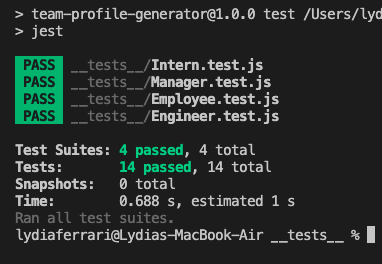 > team-profile-generator@1.0.0 test /Users/lyd
> jest
PASS __tests__/Intern.test.js
PASS __tests__/Manager.test.js
PASS __tests__/Employee.test.js
PASS __tests__/Engineer.test.js
Test Suites: 4 passed, 4 total
Tests: 14 passed, 14 total
Snapshots: 0 total
Time: 0.688 s, estimated 1 s
Ran all test suites.
lydiaferrari@Lydias-MacBook-Air __tests__ %